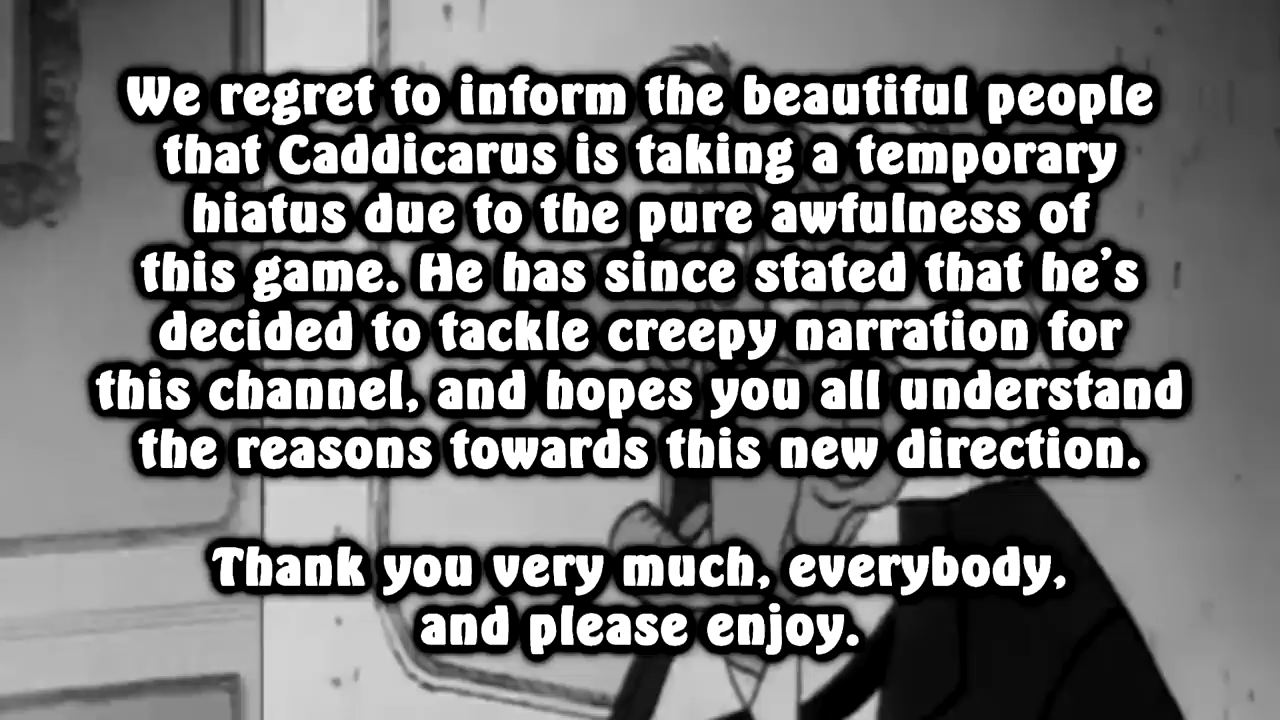 We regret to inform the beautiful people
that Caddicarus is taking a temporary
hiatus due to the pure awfulness of
this game. He has since stated that he's
decided to tackle creepy narration for
this channel, and hopes you all understand
the reasons towards this new direction.
Thank you very much, everybody,
and please enjoy.